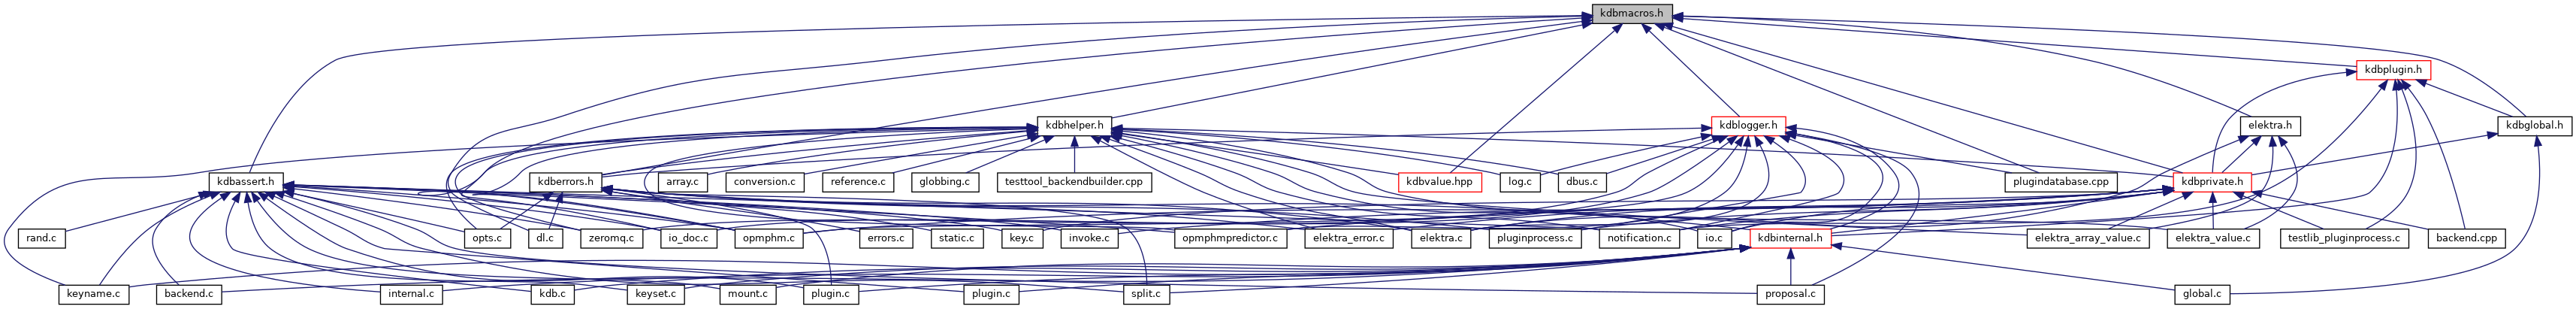 kdbmacros.h
kdbplugin.h
kdbhelper.h
kdblogger.h
elektra.h
kdbglobal.h
kdbassert.h
kdberrors.h
array.c
conversion.c
reference.c
globbing.c
testtool_backendbuilder.cpp
kdbvalue.hpp
log.c
dbus.c
plugindatabase.cpp
kdbprivate.h
rand.c
opts.c
dl.c
zeromq.c
io_doc.c
opmphm.c
errors.c
static.c
key.c
invoke.c
opmphmpredictor.c
elektra_error.c
elektra.c
pluginprocess.c
notification.c
io.c
kdbinternal.h
elektra_array_value.c
elektra_value.c
testlib_pluginprocess.c
backend.cpp
keyname.c
backend.c
internal.c
kdb.c
keyset.c
mount.c
plugin.c
plugin.c
split.c
proposal.c
global.c